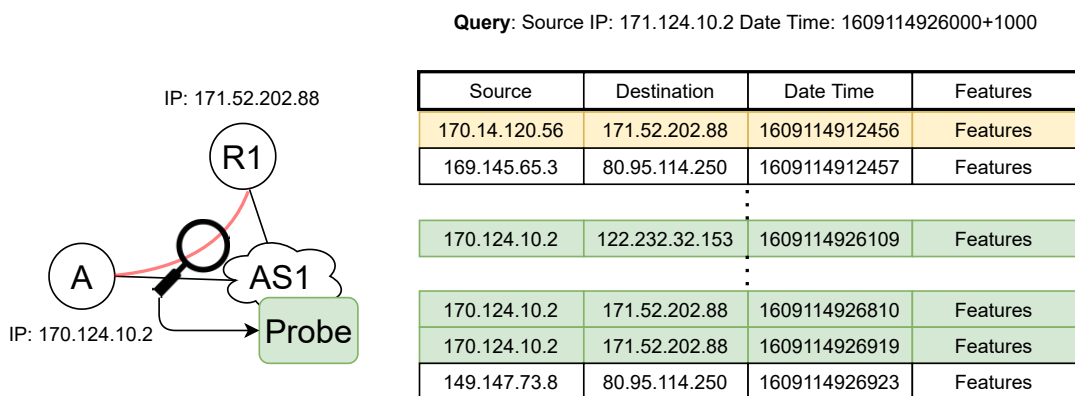 Query: Source IP: 171.124.10.2 Date Time: 1609114926000+1000
IP: 171.52.202.88
R1
A
AS1
IP: 170.124.10.2
Probe
Source Destination Date Time Features
170.14.120.56 171.52.202.88 1609114912456 Features
169.145.65.3 80.95.114.250 1609114912457 Features
170.124.10.2 122.232.32.153 1609114926109 Features
170.124.10.2 171.52.202.88 1609114926810 Features
170.124.10.2 171.52.202.88 1609114926919 Features
149.147.73.8 80.95.114.250 1609114926923 Features